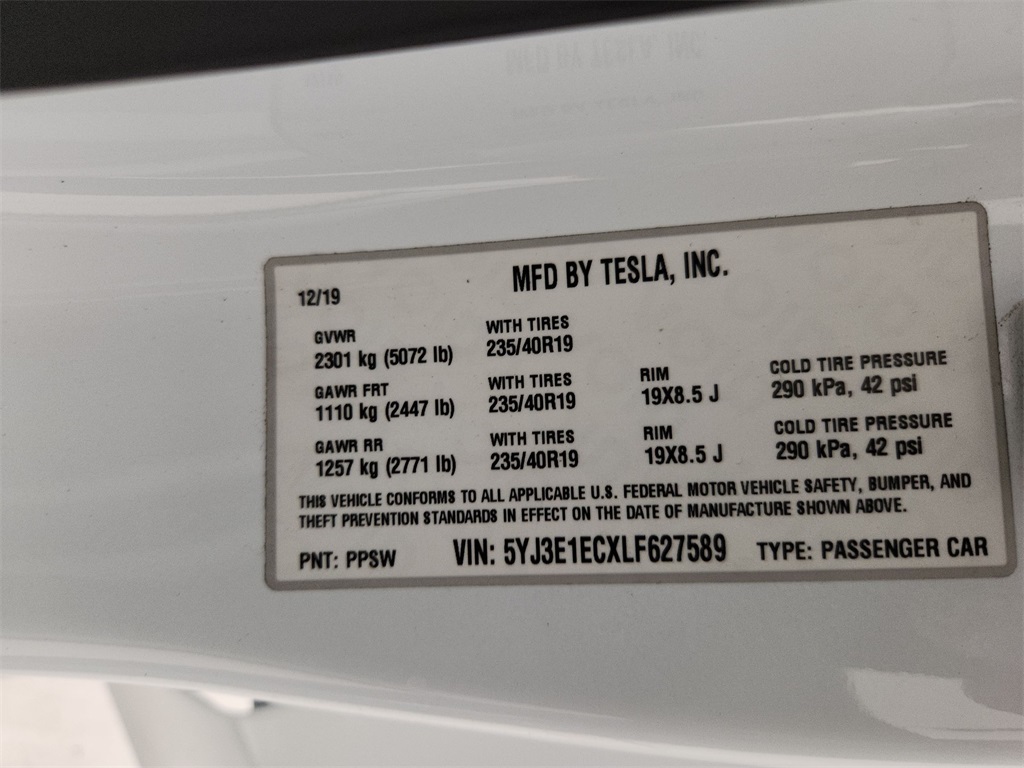 MFD BY TESLA, INC.
12/19
GVWR WITH TIRES
2301 kg (5072 lb) 235/40R19
GAWR FRT WITH TIRES RIM COLD TIRE PRESSURE
1110 kg (2447 lb) 235/40R19 19X8.5 J 290 kPa, 42 psi
GAWR RR WITH TIRES RIM COLD TIRE PRESSURE
1257 kg (2771 lb) 235/40R19 19X8.5 J 290 kPa, 42 psi
THIS VEHICLE CONFORMS TO ALL APPLICABLE U.S. FEDERAL MOTOR VEHICLE SAFETY, BUMPER, AND
THEFT PREVENTION STANDARDS IN EFFECT ON THE DATE OF MANUFACTURE SHOWN ABOVE.
PNT: PPSW VIN: 5YJ3E1ECXLF627589 TYPE: PASSENGER CAR